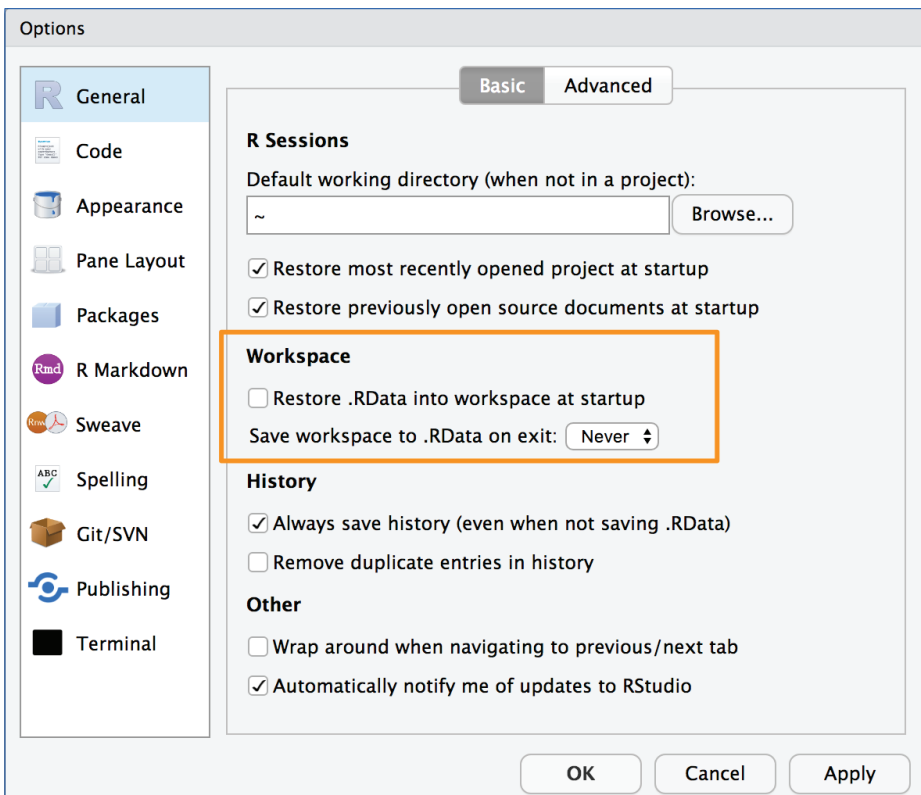 Options
General
Code
Appearance
Pane Layout
Packages
Rmd R Markdown
Rnw Sweave
ABC Spelling
Git/SVN
Publishing
Terminal
Basic Advanced
R Sessions
Default working directory (when not in a project):
~ Browse...
Restore most recently opened project at startup
Restore previously open source documents at startup
Workspace
Restore .RData into workspace at startup
Save workspace to .RData on exit: Never
History
Always save history (even when not saving .RData)
Remove duplicate entries in history
Other
Wrap around when navigating to previous/next tab
Automatically notify me of updates to RStudio
OK Cancel Apply